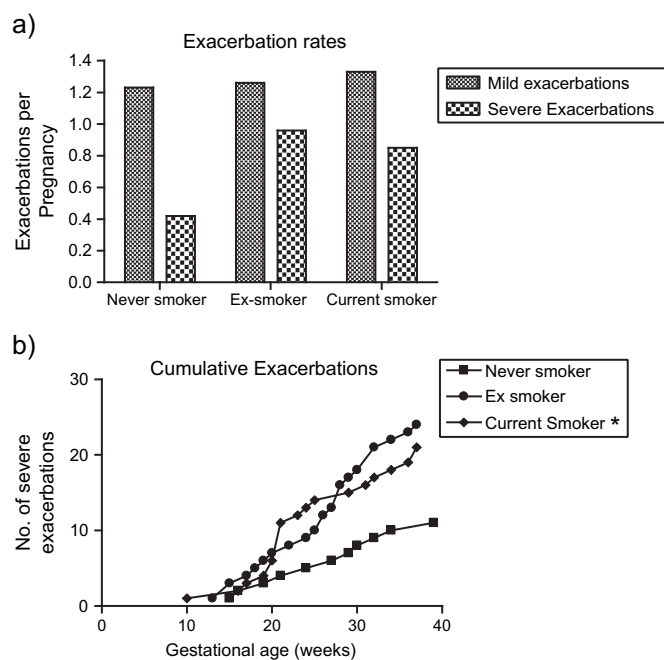 a)
Exacerbation rates
Exacerbations per
Pregnancy
1.4
1.2
1.0
0.8
0.6
0.4
0.2
0.0
Never smoker
Ex-smoker
Current smoker
Mild exacerbations
Severe Exacerbations
b)
Cumulative Exacerbations
No. of severe
exacerbations
30
20
10
0
0
10
20
30
40
Gestational age (weeks)
Never smoker
Ex smoker
Current Smoker *